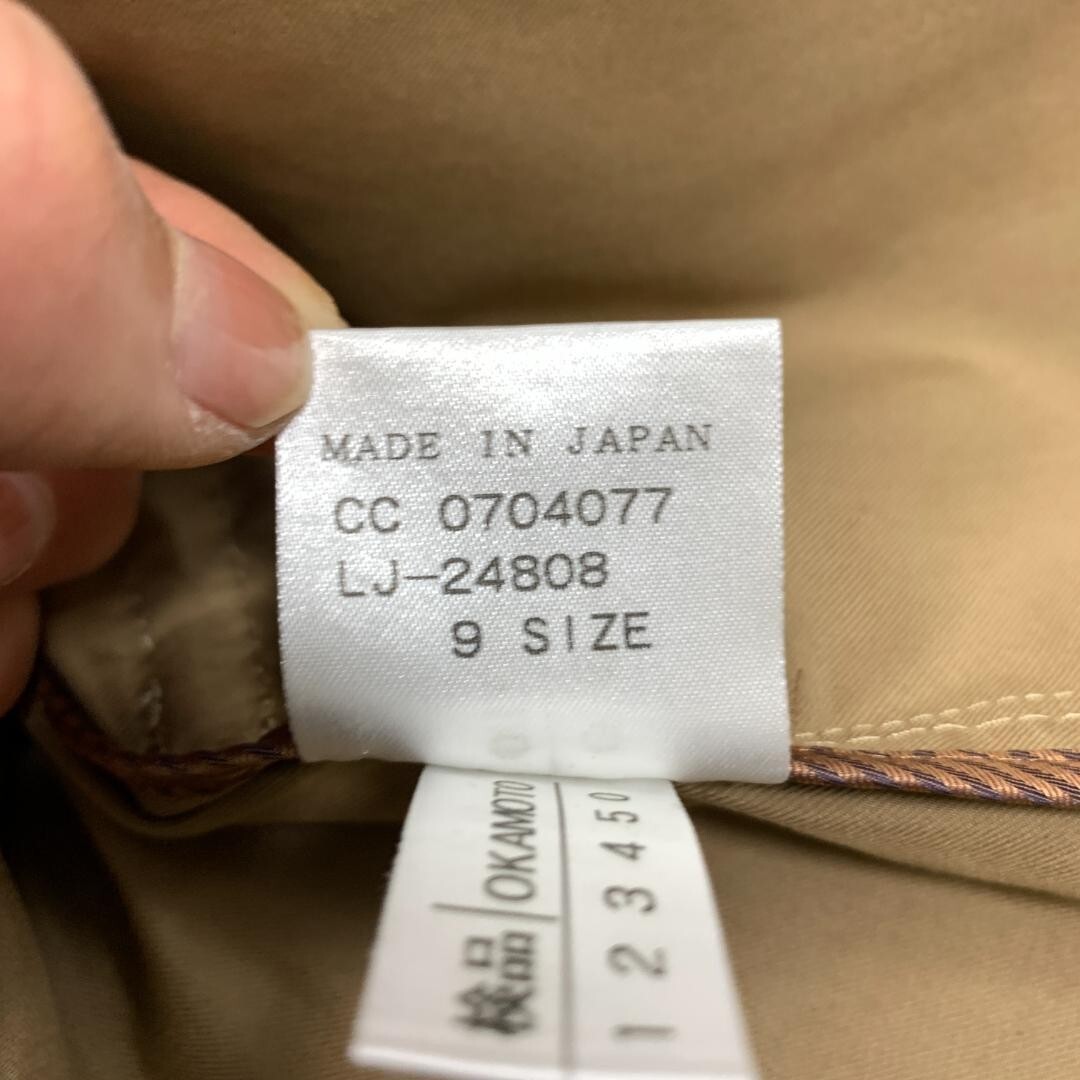 MADE IN JAPAN
CC 0704077
LJ-24808
9 SIZE
検品 OKAMOTO
1 2 3 4 5 0